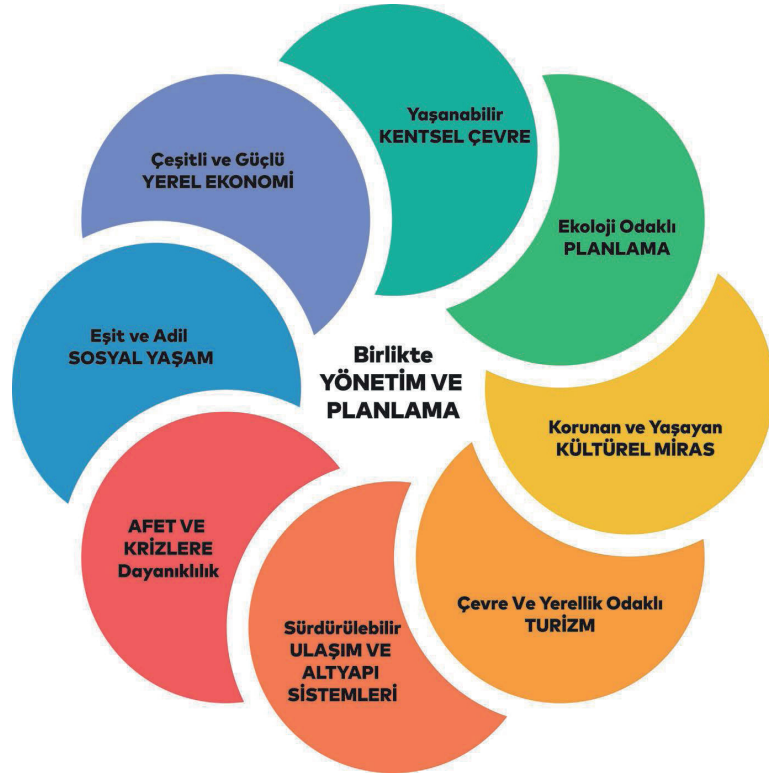 Yaşanabilir
KENTSEL ÇEVRE
Ekoloji Odaklı
PLANLAMA
Korunan ve Yaşayan
KÜLTÜREL MİRAS
Çevre Ve Yerellik Odaklı
TURİZM
Sürdürülebilir
ULAŞIM VE
ALTYAPI
SİSTEMLERİ
AFET VE
KRİZLERE
Dayanıklılık
Eşit ve Adil
SOSYAL YAŞAM
Çeşitli ve Güçlü
YEREL EKONOMİ
Birlikte
YÖNETİM VE
PLANLAMA